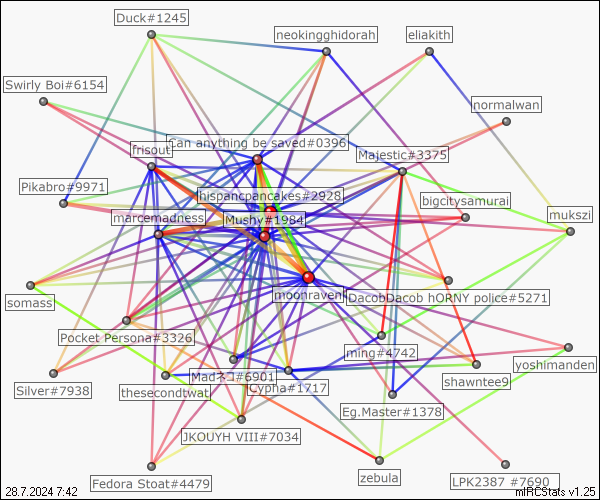 Duck#1245
neokingghidorah
eliakith
Swirly Boi#6154
normalwan
frisout
Can anything be saved#0396
Majestic#3375
Pikabro#9971
hispancpancakes#2928
bigcitysamurai
marcemadness
Mushy#1984
mukszi
moonraven
DacobDacob hORNY police#5271
somass
Pocket Persona#3326
ming#4742
yoshimanden
Madネコ#6901
Cypha#1717
shawntee9
Silver#7938
thesecondtwat
Eg.Master#1378
JKOUYH VIII#7034
Fedora Stoat#4479
zebula
LPK2387 #7690
28.7.2024 7:42
mIRCStats v1.25